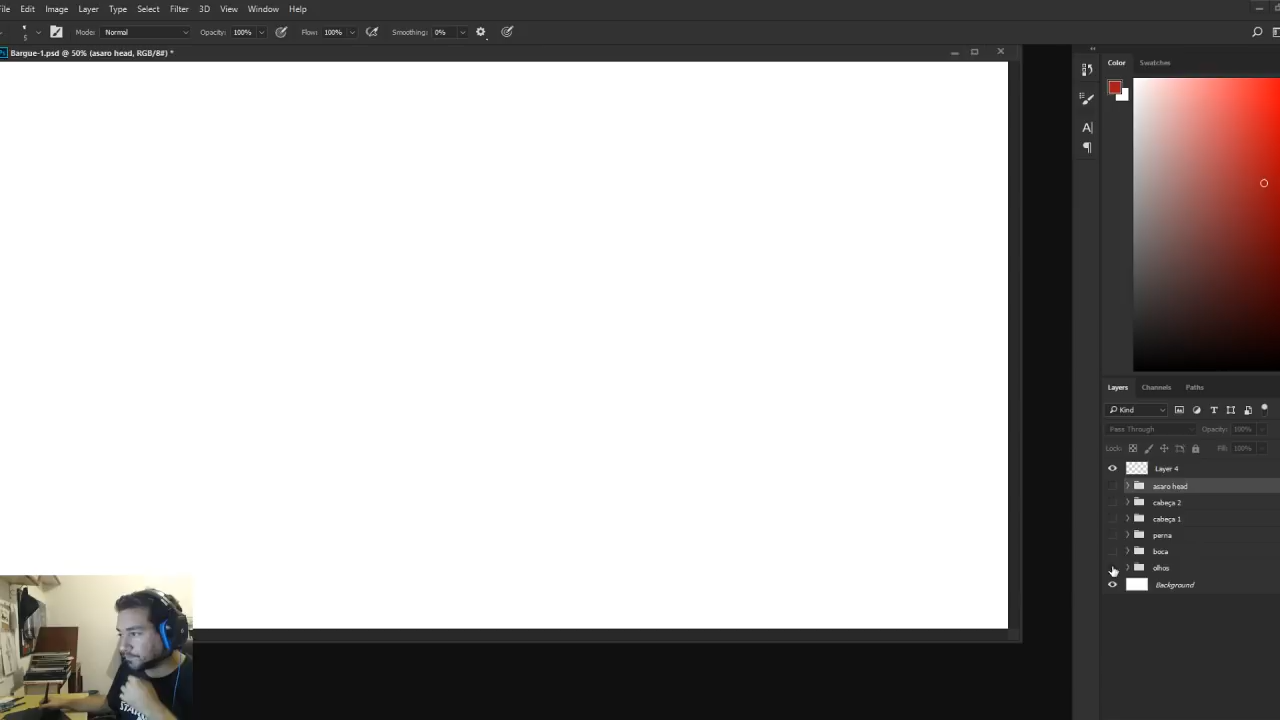 File Edit Image Layer Type Select Filter 3D View Window Help
5 Mode: Normal Opacity: 100% Flow: 100% Smoothing: 0%
Ps Bargue-1.psd @ 50% (asaro head, RGB/8#) *
Color Swatches
A|
Layers Channels Paths
Kind T
Pass Through Opacity: 100%
Lock: Fill: 100%
Layer 4
asaro head
cabeça 2
cabeça 1
perna
boca
olhos
Background